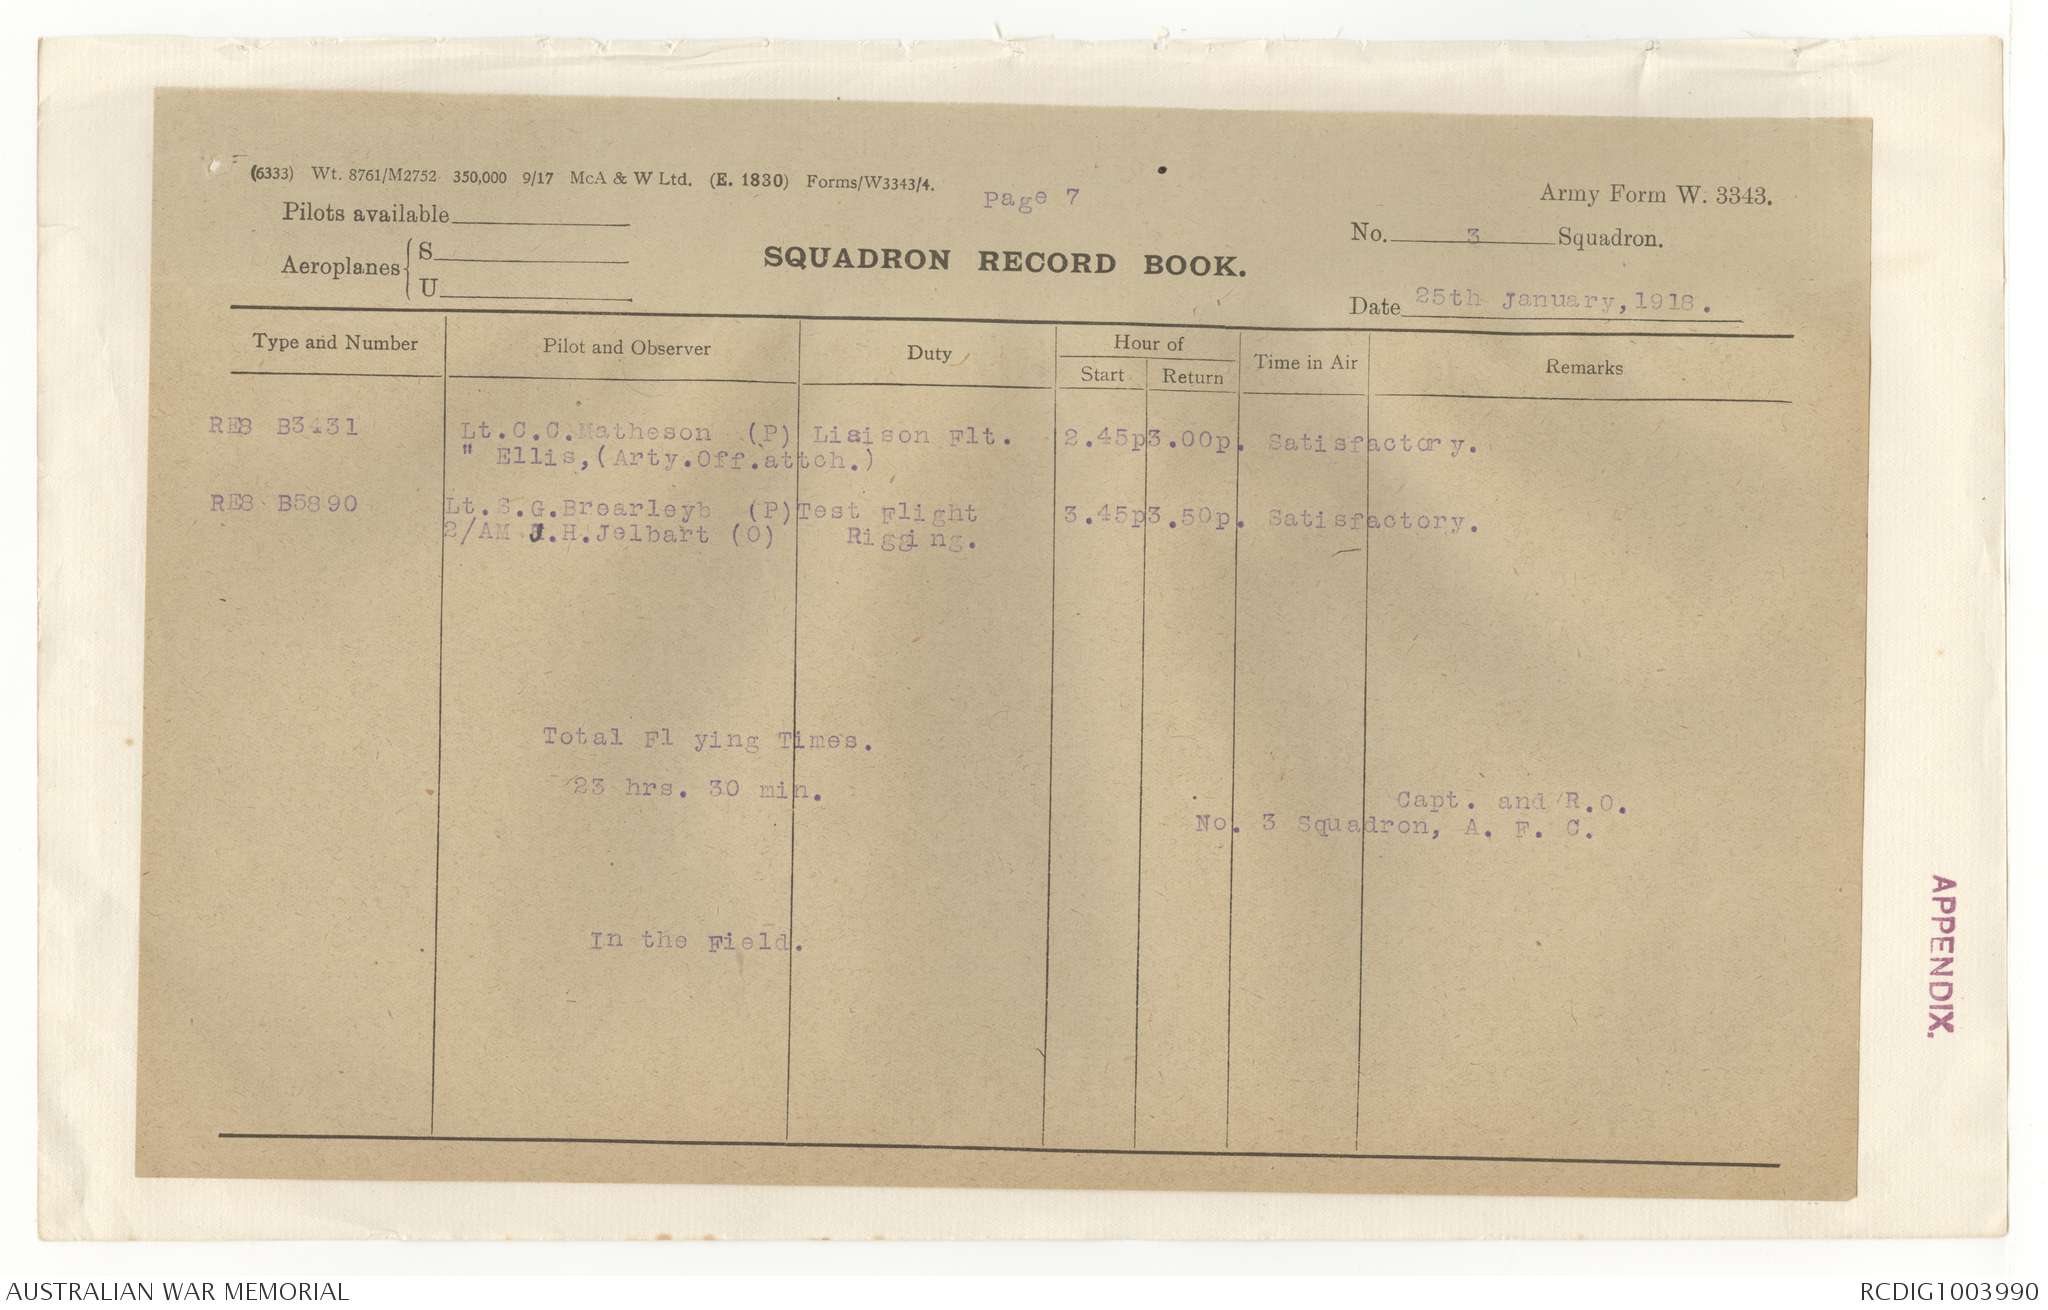 (6333) Wt. 8761/M2752 350,000 9/17 McA & W Ltd. (E. 1830) Forms/W3343/4.
Page 7
Army Form W. 3343.
Pilots available
No. 3 Squadron.
Aeroplanes { S
U
SQUADRON RECORD BOOK.
Date 25th January, 1918.
Type and Number Pilot and Observer Duty Hour of Time in Air Remarks
Start Return
RE8 B3431 Lt.C.C.Matheson (P) Liaison Flt. 2.45p 3.00p. Satisfactory.
" Ellis,(Arty.Off.attch.)
RE8 B5890 Lt.S.G.Brearleyb (P) Test Flight 3.45p 3.50p. Satisfactory.
2/AM J.H.Jelbart (O) Rigging.
Total Fl ying Times.
23 hrs. 30 min.
Capt. and R.O.
No. 3 Squadron, A. F. C.
In the Field.
APPENDIX.
AUSTRALIAN WAR MEMORIAL
RCDIG1003990